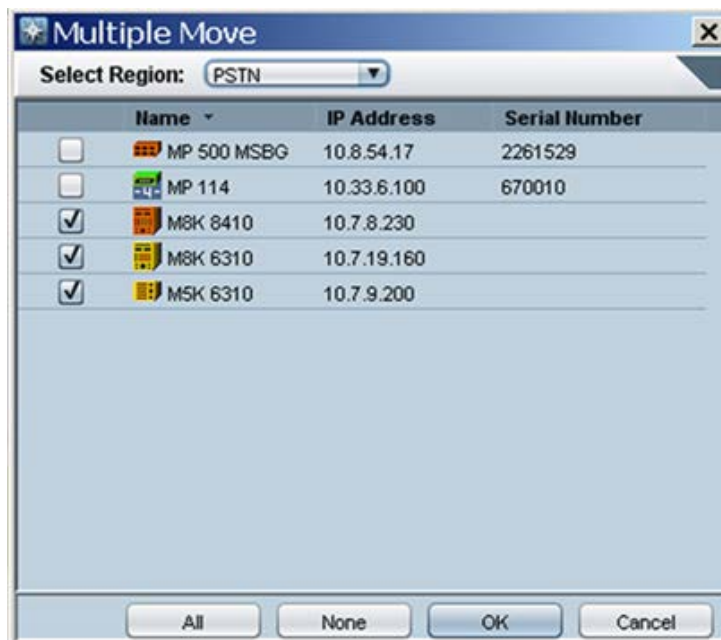 Multiple Move
Select Region: PSTN
Name IP Address Serial Number
MP 500 MSBG 10.8.54.17 2261529
MP 114 10.33.6.100 670010
M8K 8410 10.7.8.230
M8K 6310 10.7.19.160
M5K 6310 10.7.9.200
All None OK Cancel